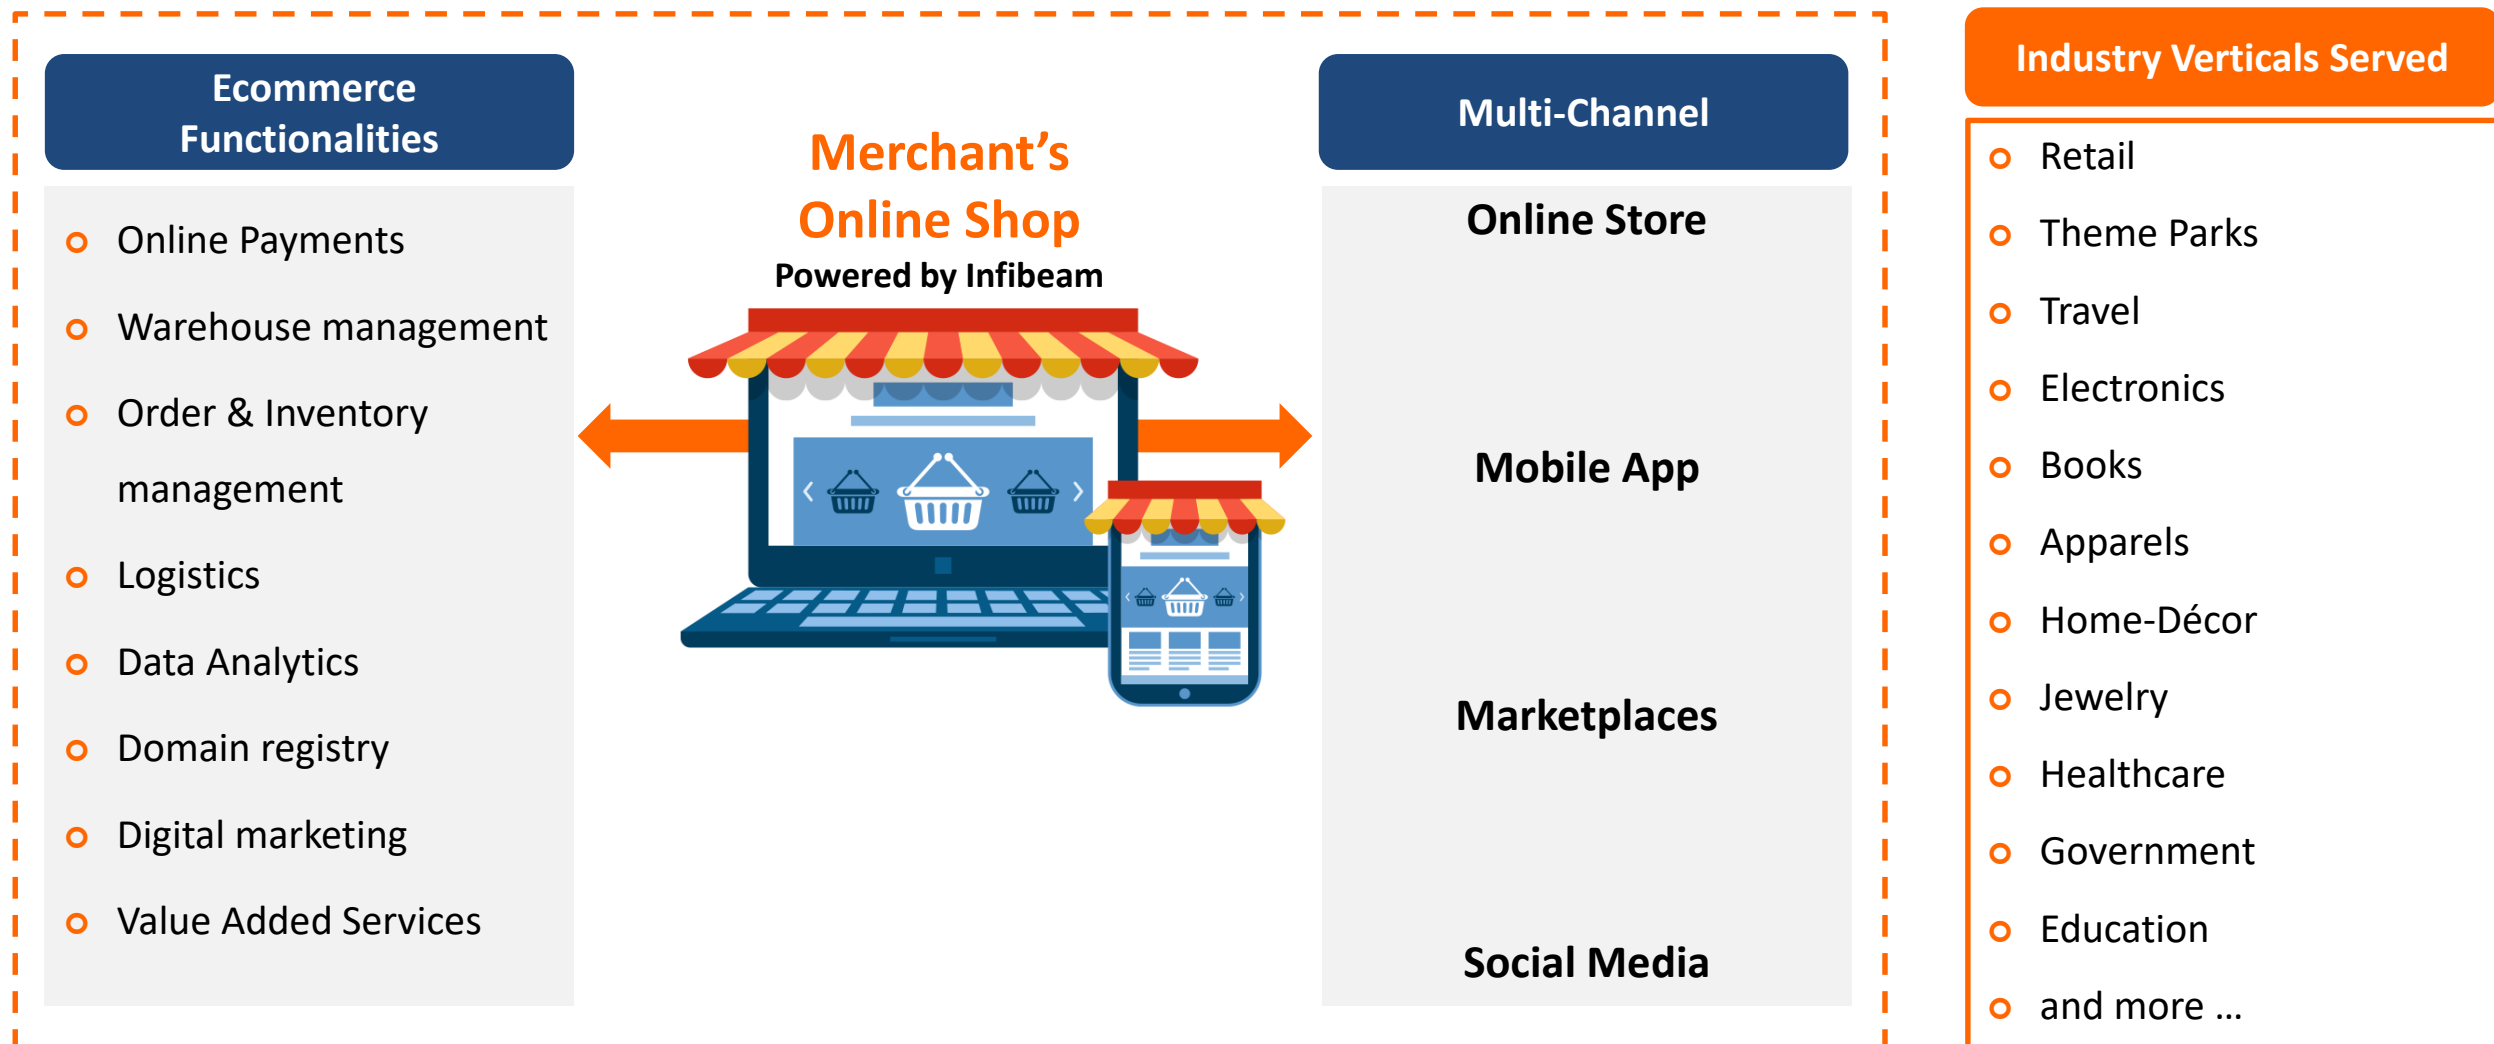 Ecommerce
Functionalities
Online Payments
Warehouse management
Order & Inventory
management
Logistics
Data Analytics
Domain registry
Digital marketing
Value Added Services
Merchant’s
Online Shop
Powered by Infibeam
Multi-Channel
Online Store
Mobile App
Marketplaces
Social Media
Industry Verticals Served
Retail
Theme Parks
Travel
Electronics
Books
Apparels
Home-Décor
Jewelry
Healthcare
Government
Education
and more ...